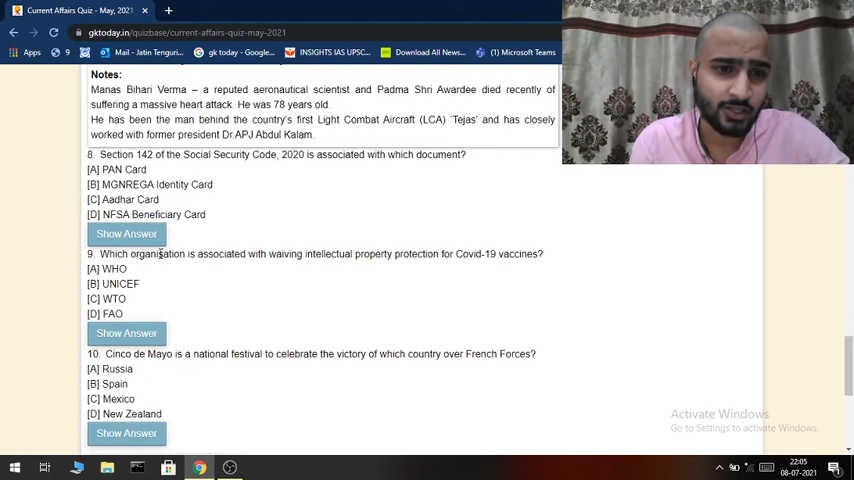 Current Affairs Quiz - May, 2021
gktoday.in/quizbase/current-affairs-quiz-may-2021
Apps
9
Mail - Jatin Tenguri...
gk today - Google...
INSIGHTS IAS UPSC...
Download All News...
(1) Microsoft Teams
Notes:
Manas Bihari Verma – a reputed aeronautical scientist and Padma Shri Awardee died recently of
suffering a massive heart attack. He was 78 years old.
He has been the man behind the country's first Light Combat Aircraft (LCA) 'Tejas' and has closely
worked with former president Dr.APJ Abdul Kalam.
8. Section 142 of the Social Security Code, 2020 is associated with which document?
[A] PAN Card
[B] MGNREGA Identity Card
[C] Aadhar Card
[D] NFSA Beneficiary Card
Show Answer
9. Which organisation is associated with waiving intellectual property protection for Covid-19 vaccines?
[A] WHO
[B] UNICEF
[C] WTO
[D] FAO
Show Answer
10. Cinco de Mayo is a national festival to celebrate the victory of which country over French Forces?
[A] Russia
[B] Spain
[C] Mexico
[D] New Zealand
Show Answer
Activate Windows
Go to Settings to activate Windows.
22:05
08-07-2021